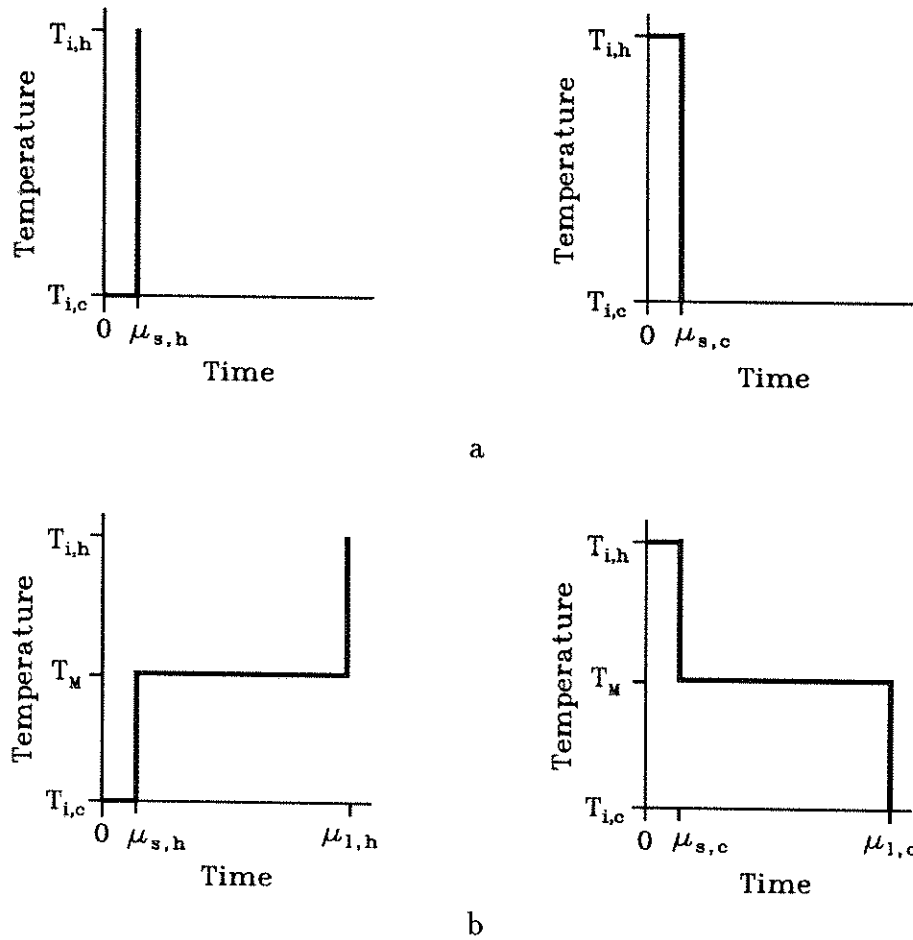 T_{i,h}
Temperature
T_{i,c}
0 μ_{s,h}
Time
T_{i,h}
Temperature
T_{i,c}
0 μ_{s,c}
Time
a
T_{i,h}
Temperature
T_M
T_{i,c}
0 μ_{s,h} μ_{l,h}
Time
T_{i,h}
Temperature
T_M
T_{i,c}
0 μ_{s,c} μ_{l,c}
Time
b